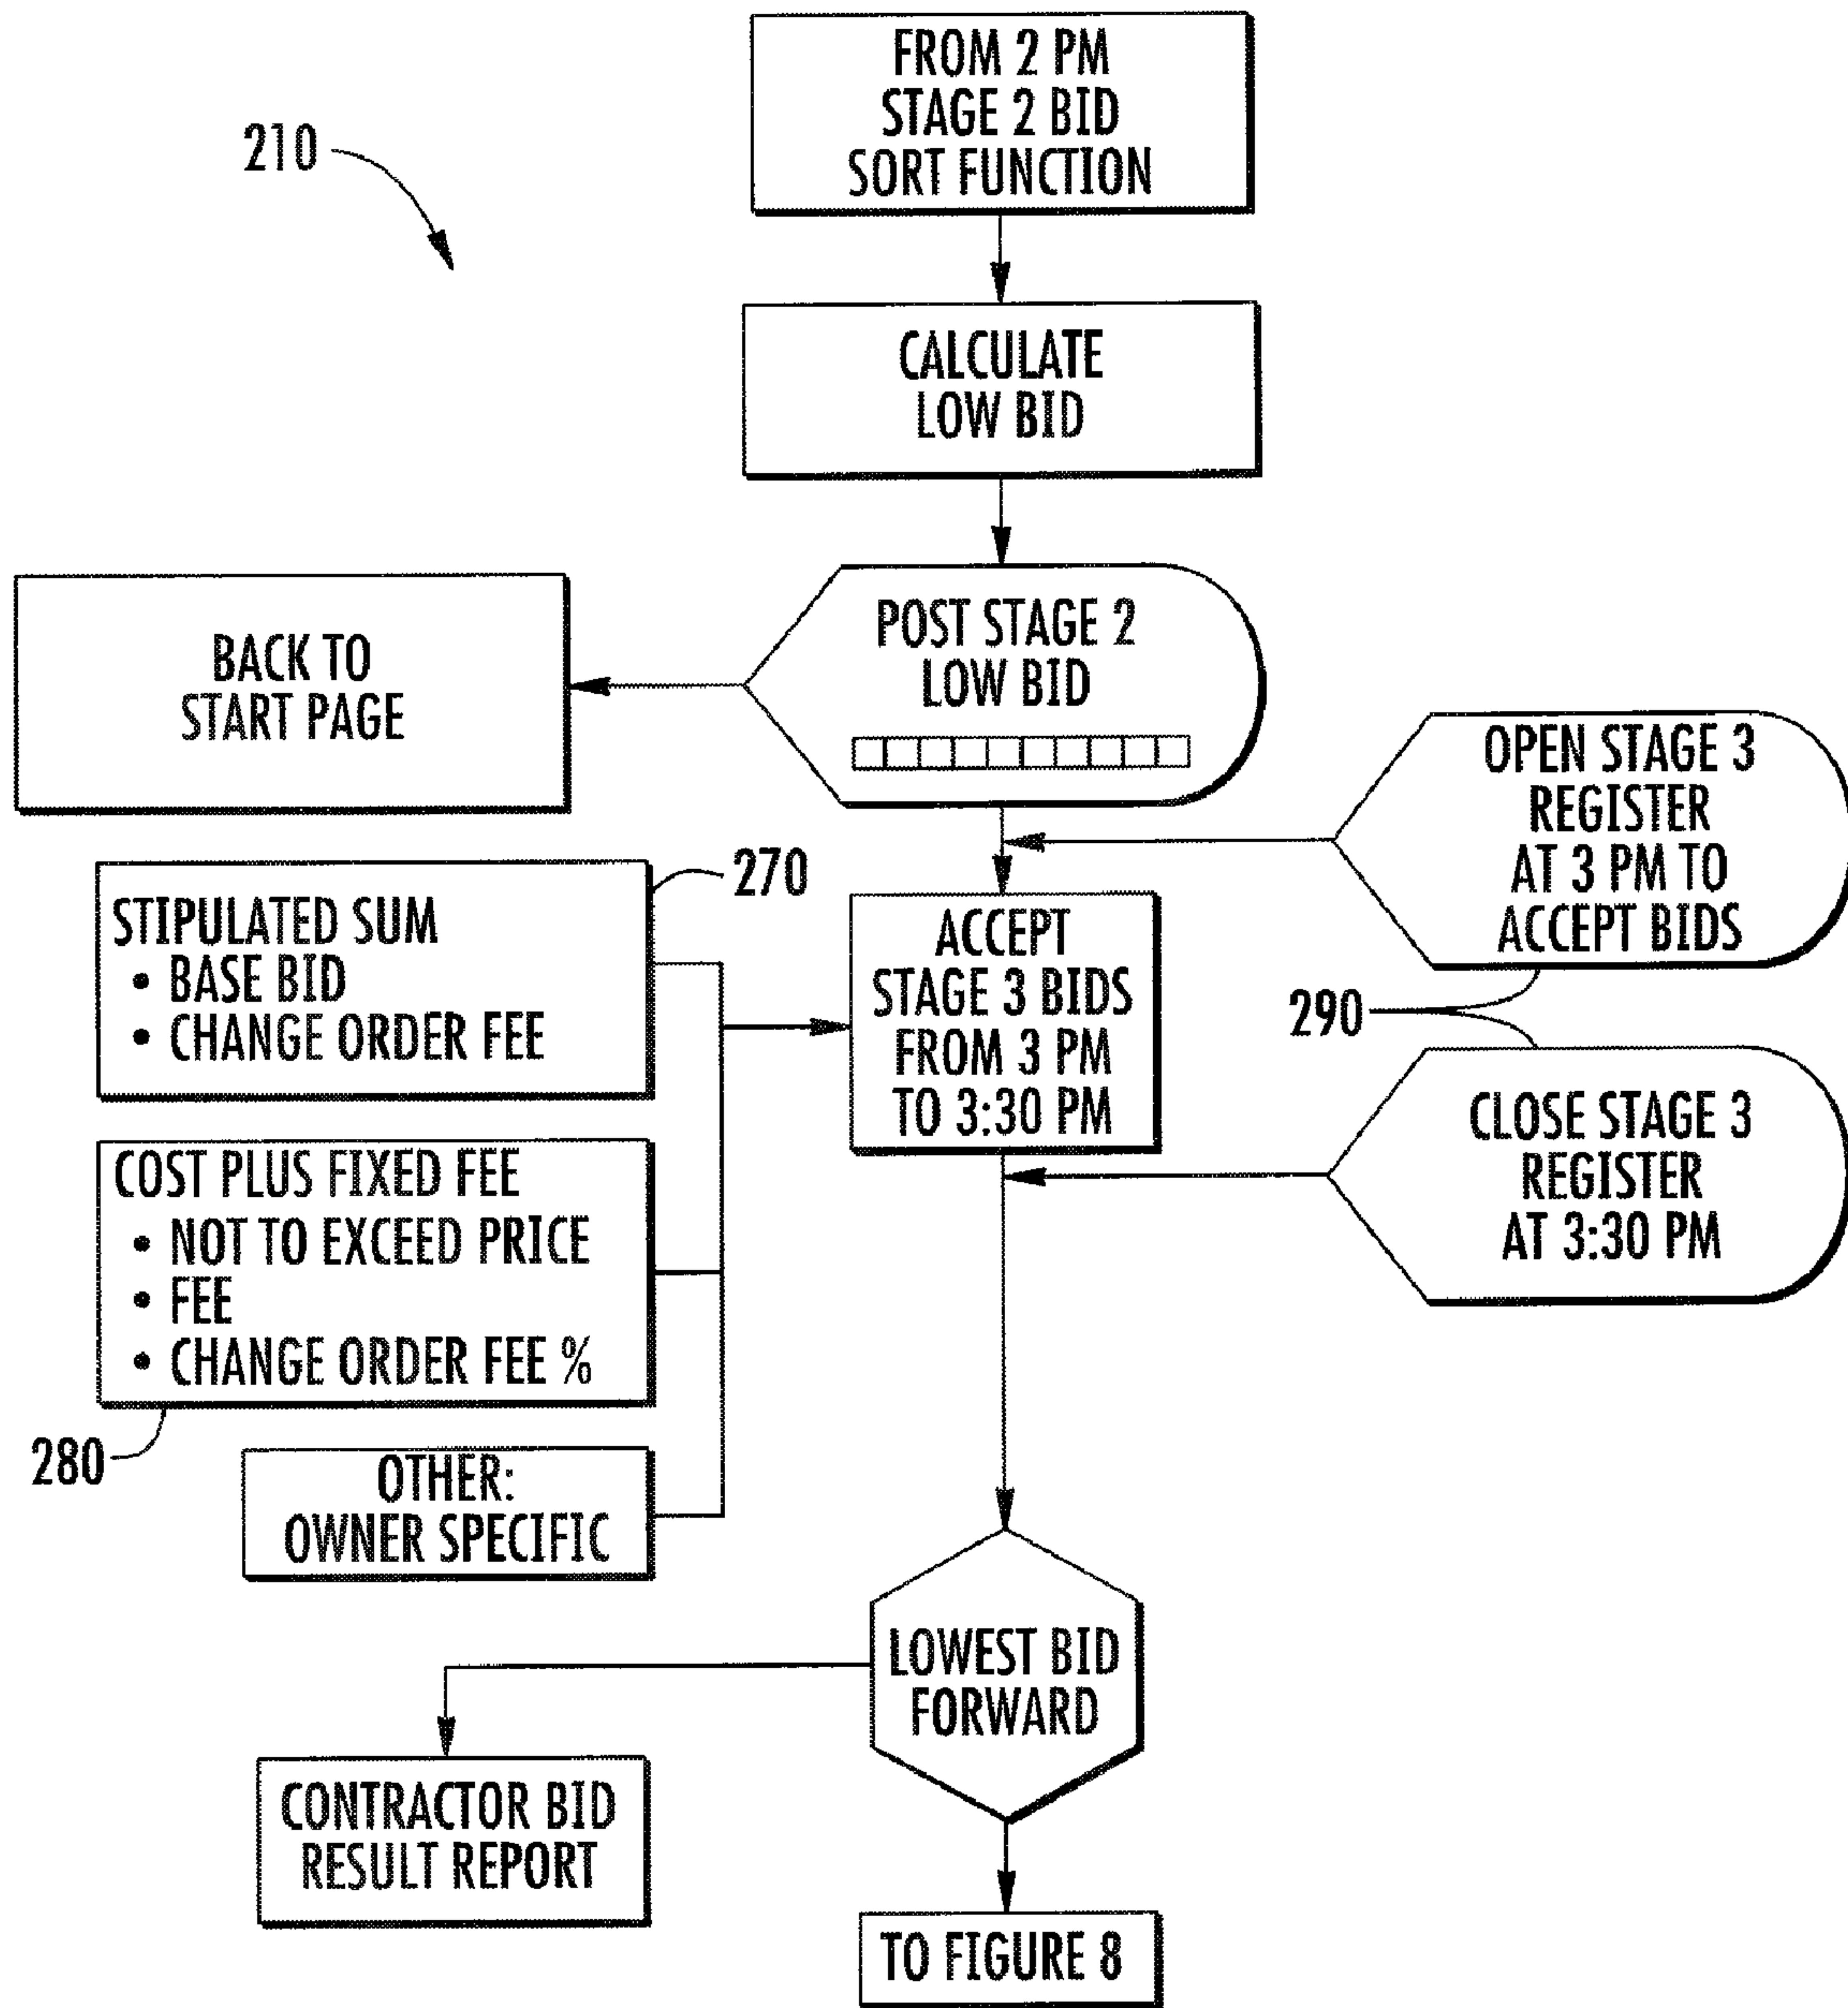 FROM 2 PM
STAGE 2 BID
SORT FUNCTION
210
CALCULATE
LOW BID
POST STAGE 2
LOW BID
BACK TO
START PAGE
OPEN STAGE 3
REGISTER
AT 3 PM TO
ACCEPT BIDS
270
STIPULATED SUM
• BASE BID
• CHANGE ORDER FEE
ACCEPT
STAGE 3 BIDS
FROM 3 PM
TO 3:30 PM
290
CLOSE STAGE 3
REGISTER
AT 3:30 PM
COST PLUS FIXED FEE
• NOT TO EXCEED PRICE
• FEE
• CHANGE ORDER FEE %
280
OTHER:
OWNER SPECIFIC
LOWEST BID
FORWARD
CONTRACTOR BID
RESULT REPORT
TO FIGURE 8